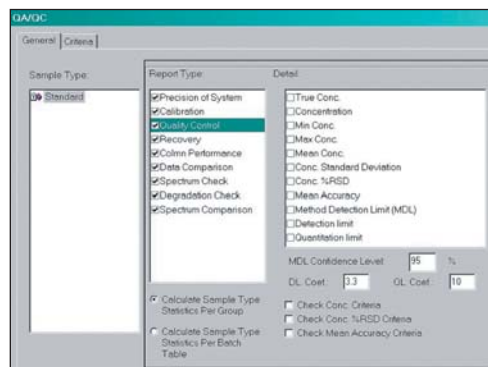 QA/QC
General
Criteria
Sample Type:
Standard
Report Type:
Precision of System
Calibration
Quality Control
Recovery
Colmn Performance
Data Comparison
Spectrum Check
Degradation Check
Spectrum Comparison
Calculate Sample Type
Statistics Per Group
Calculate Sample Type
Statistics Per Batch
Table
Detail:
True Conc.
Concentration
Min Conc.
Max Conc.
Mean Conc.
Conc. Standard Deviation
Conc. %RSD
Mean Accuracy
Method Detection Limit (MDL)
Detection limit
Quantitation limit
MDL Confidence Level: 95 %
DL Coef.: 3.3 QL Coef.: 10
Check Conc. Criteria
Check Conc. %RSD Criteria
Check Mean Accuracy Criteria